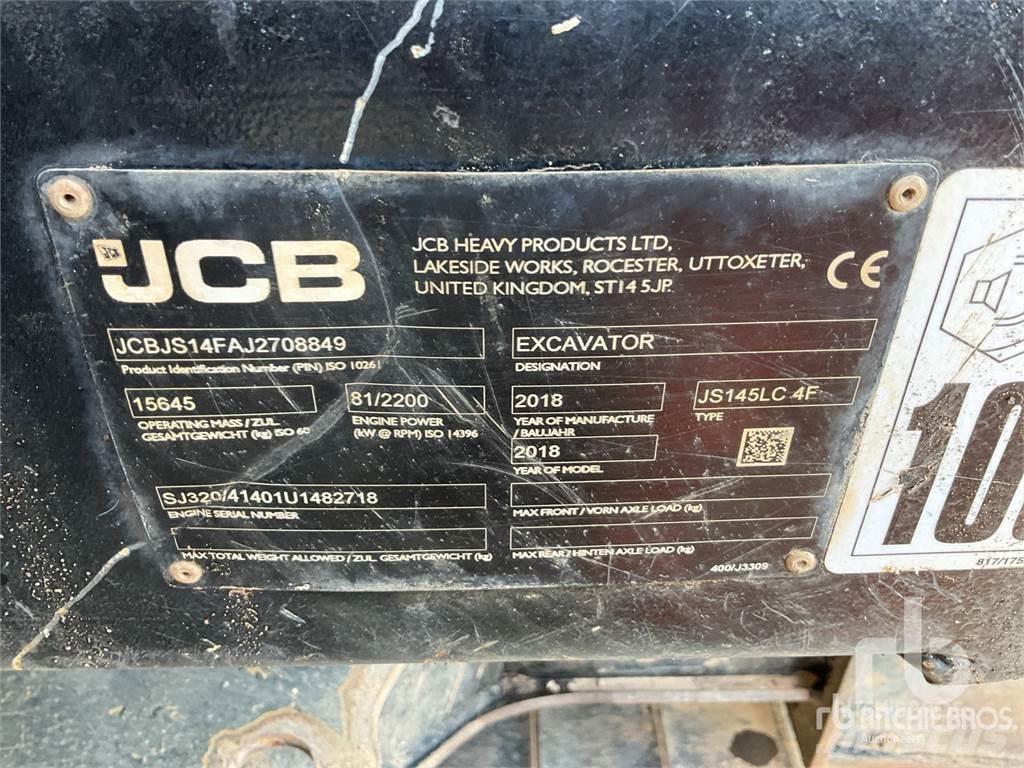 JCB
JCB HEAVY PRODUCTS LTD,
LAKESIDE WORKS, ROCESTER, UTTOXETER,
UNITED KINGDOM, ST14 5JP.
CE
JCBJS14FAJ2708849
Product Identification Number (PIN) ISO 10261
EXCAVATOR
DESIGNATION
15645
OPERATING MASS / ZUL.
GESAMTGEWICHT (kg) ISO 60
81/2200
ENGINE POWER
(kW @ RPM) ISO 14396
2018
YEAR OF MANUFACTURE
/ BAUJAHR
JS145LC 4F
TYPE
2018
YEAR OF MODEL
SJ320/41401U1482718
ENGINE SERIAL NUMBER
MAX FRONT / VORN AXLE LOAD (kg)
MAX TOTAL WEIGHT ALLOWED / ZUL. GESAMTGEWICHT (kg)
MAX REAR / HINTEN AXLE LOAD (kg)
400/J3309
817/175
rb
RITCHIE BROS.
Auctioneers